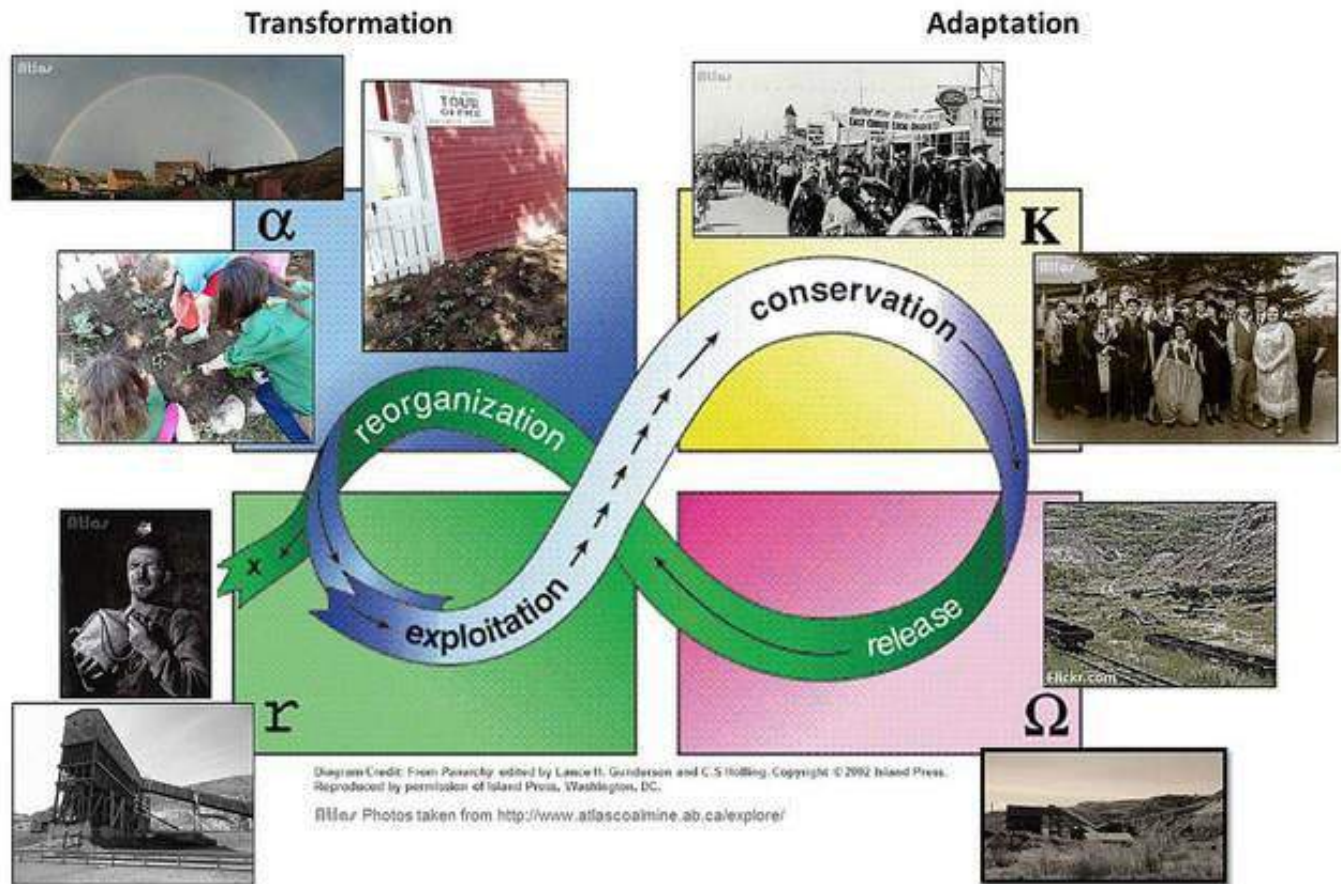 Transformation
Adaptation
Atlas
TOUR
OFFICE
Atlas
α
K
Atlas
conservation
reorganization
x
exploitation
release
Atlas
Flickr.com
r
Ω
Diagram Credit: From Panarchy edited by Lance H. Gunderson and C.S Holling. Copyright © 2002 Island Press.
Reproduced by permission of Island Press, Washington, DC.
Atlas Photos taken from http://www.atlascoalmine.ab.ca/explore/